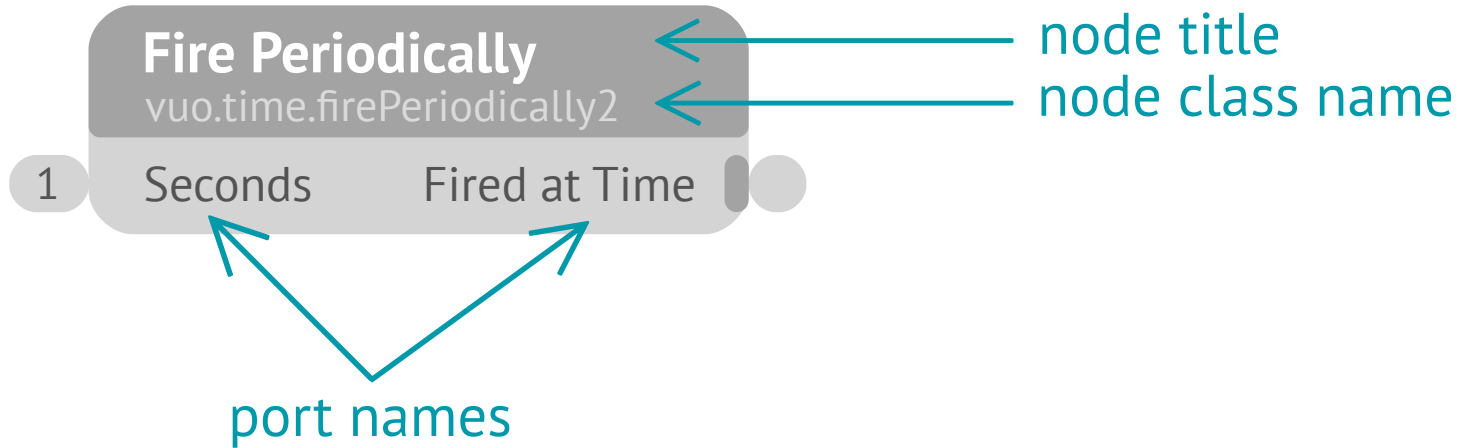 Fire Periodically
node title
vuo.time.firePeriodically2
node class name
1 Seconds Fired at Time
port names